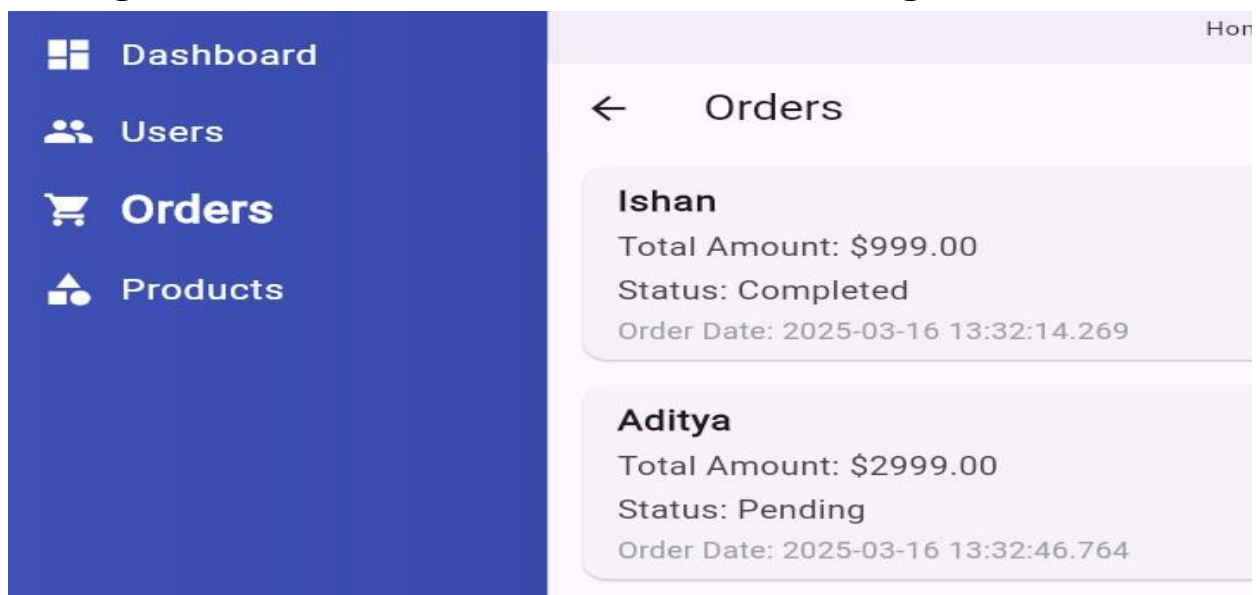 Dashboard
Users
Orders
Products
Orders
Ishan
Total Amount: $999.00
Status: Completed
Order Date: 2025-03-16 13:32:14.269
Aditya
Total Amount: $2999.00
Status: Pending
Order Date: 2025-03-16 13:32:46.764